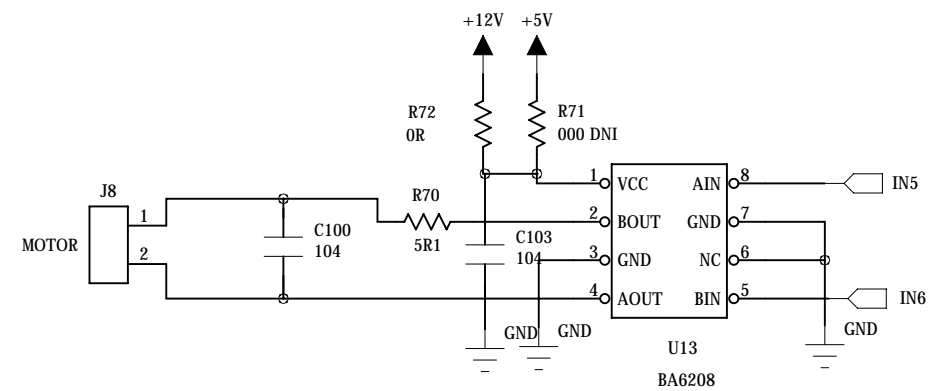 +12V
+5V
R72
0R
R71
000 DNI
J8
MOTOR
1
2
C100
104
R70
5R1
C103
104
1
2
3
4
VCC
BOUT
GND
AOUT
AIN
GND
NC
BIN
8
7
6
5
IN5
IN6
GND
GND
GND
U13
BA6208